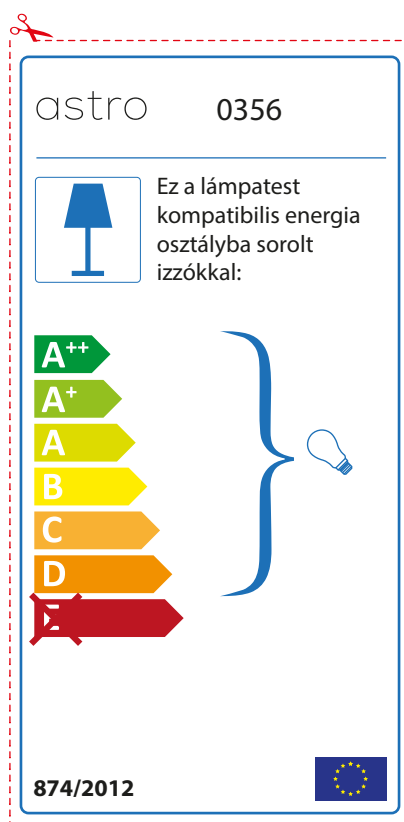 astro 0356
Ez a lámpatest
kompatibilis energia
osztályba sorolt
izzókkal:
A++
A+
A
B
C
D
E
874/2012